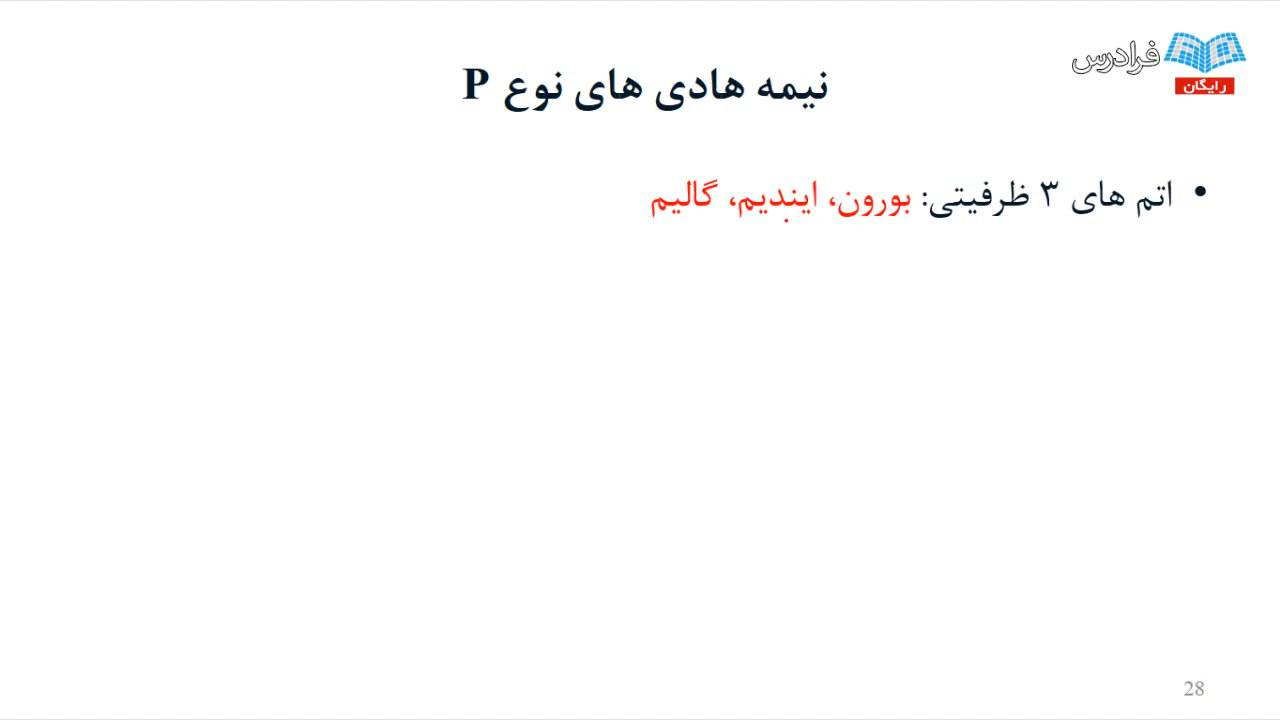 فرادرس
رایگان
نیمه هادی های نوع P
• اتم های ۳ ظرفیتی: بورون، ایندیم، گالیم
28